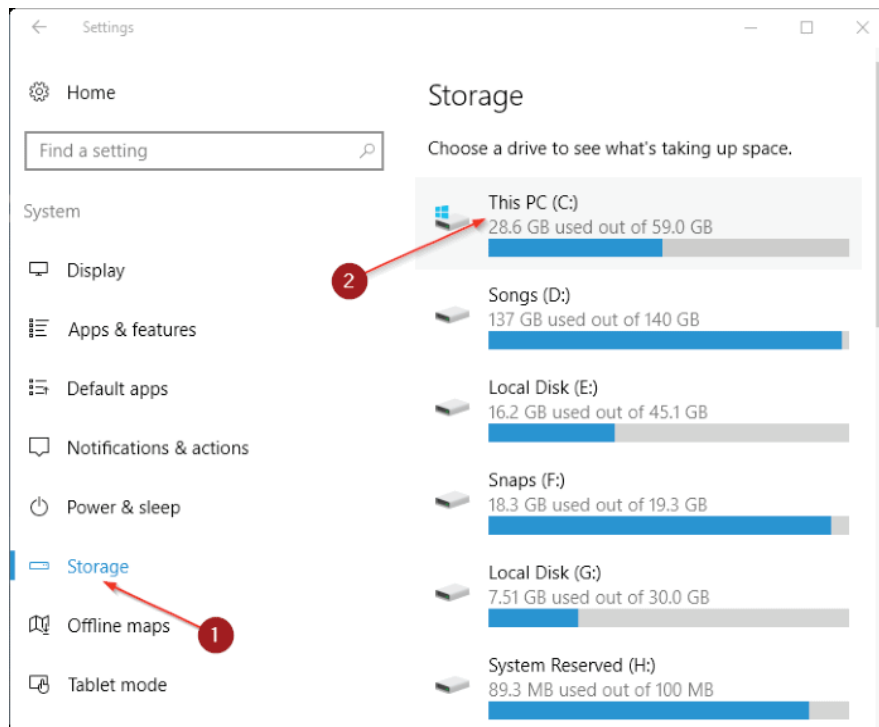 Settings
Home
Find a setting
System
Display
Apps & features
Default apps
Notifications & actions
Power & sleep
Storage
Offline maps
Tablet mode
1
2
Storage
Choose a drive to see what's taking up space.
This PC (C:)
28.6 GB used out of 59.0 GB
Songs (D:)
137 GB used out of 140 GB
Local Disk (E:)
16.2 GB used out of 45.1 GB
Snaps (F:)
18.3 GB used out of 19.3 GB
Local Disk (G:)
7.51 GB used out of 30.0 GB
System Reserved (H:)
89.3 MB used out of 100 MB